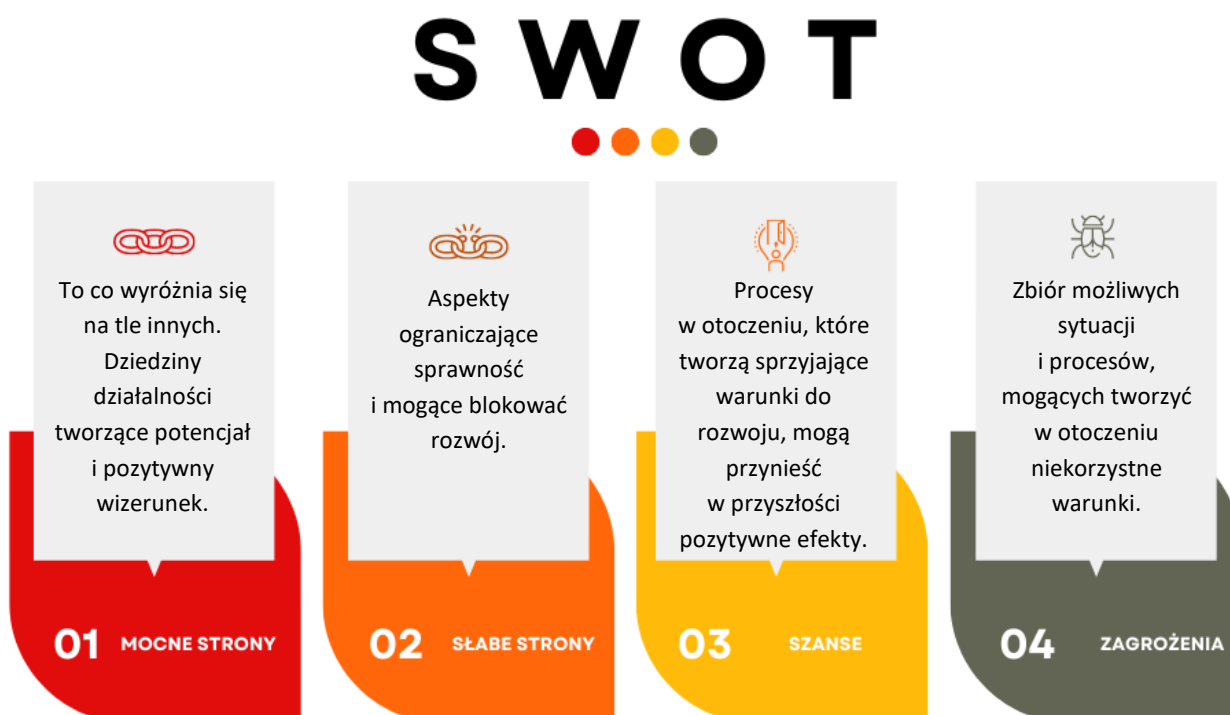 S W O T
To co wyróżnia się
na tle innych.
Dziedziny
działalności
tworzące potencjał
i pozytywny
wizerunek.
01 MOCNE STRONY
Aspekty
ograniczające
sprawność
i mogące blokować
rozwój.
02 SŁABE STRONY
Procesy
w otoczeniu, które
tworzą sprzyjające
warunki do
rozwoju, mogą
przynieść
w przyszłości
pozytywne efekty.
03 SZANSE
Zbiór możliwych
sytuacji
i procesów,
mogących tworzyć
w otoczeniu
niekorzystne
warunki.
04 ZAGROŻENIA